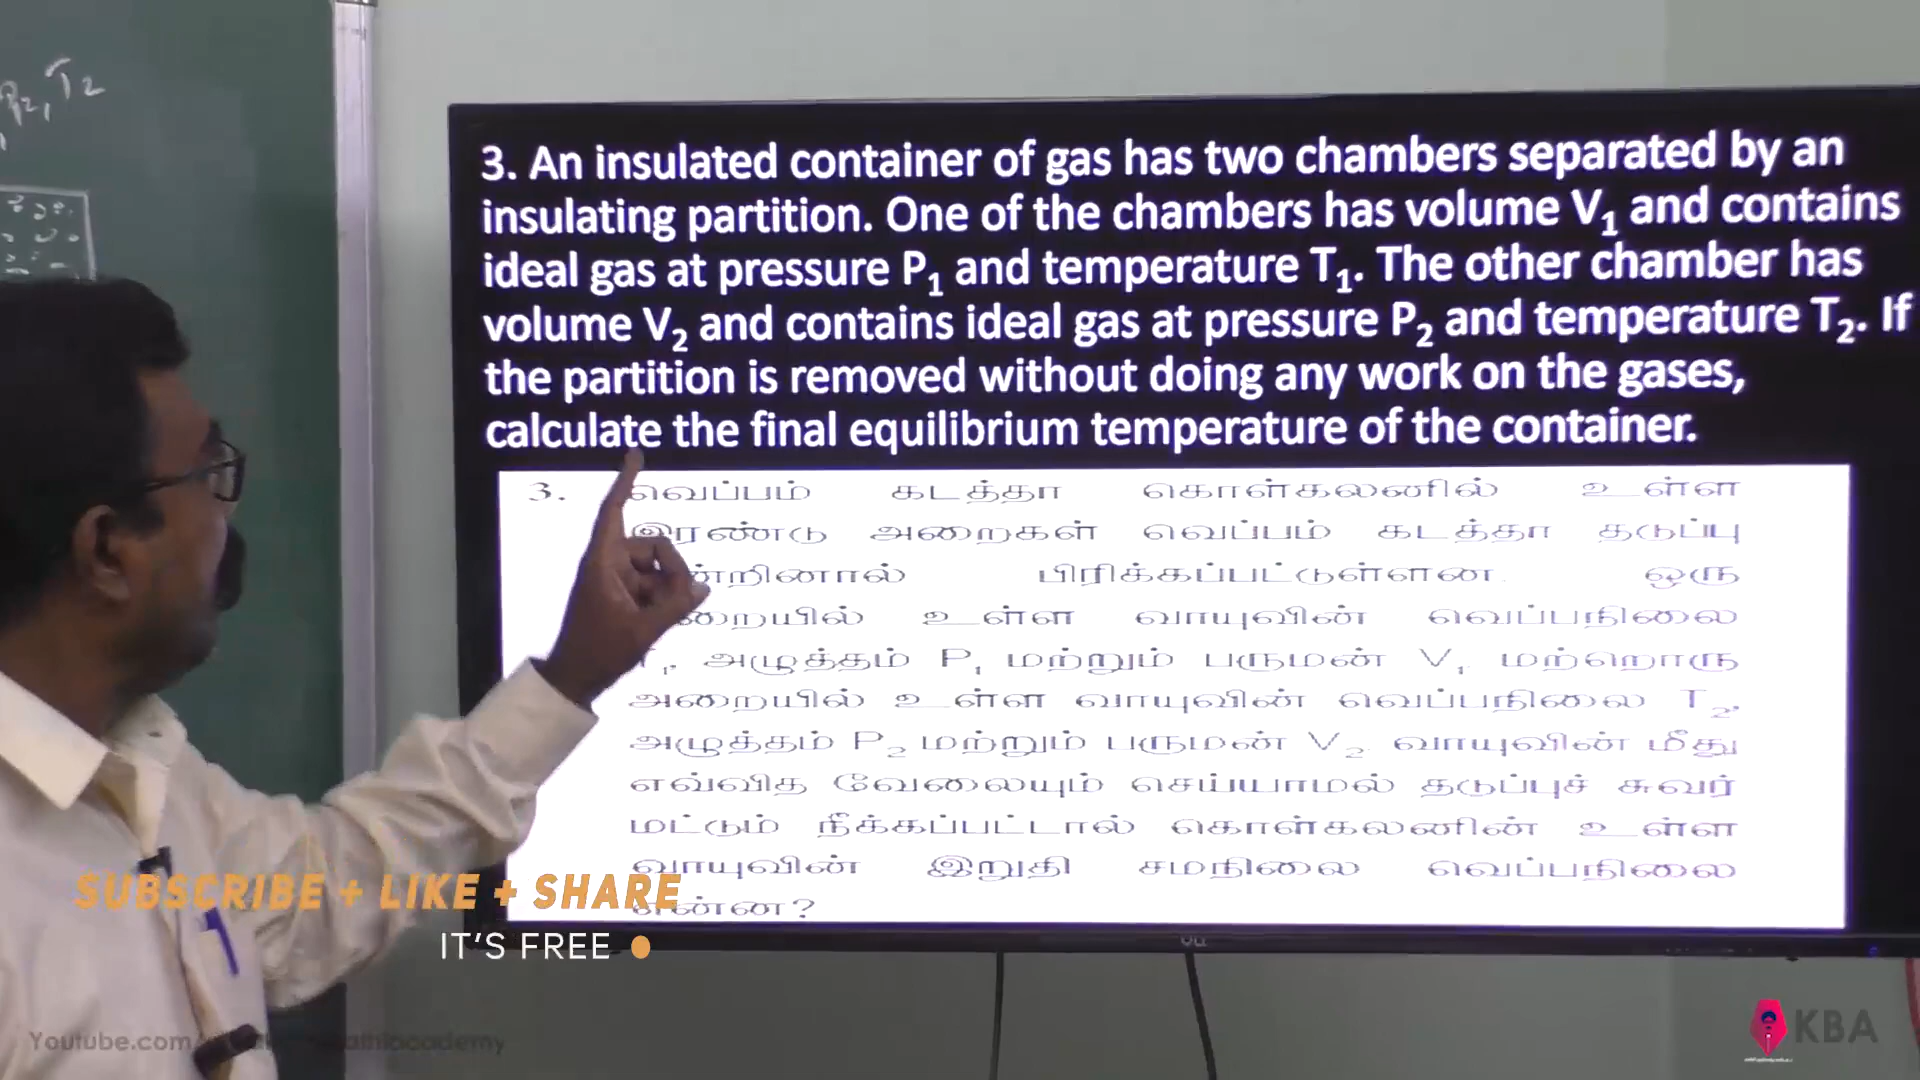 P2, T2
3. An insulated container of gas has two chambers separated by an
insulating partition. One of the chambers has volume V1 and contains
ideal gas at pressure P1 and temperature T1. The other chamber has
volume V2 and contains ideal gas at pressure P2 and temperature T2. If
the partition is removed without doing any work on the gases,
calculate the final equilibrium temperature of the container.
3. வெப்பம் கடத்தா கொள்கலனில் உள்ள
இரண்டு அறைகள் வெப்பம் கடத்தா தடுப்பு
பிரிக்கப்பட்டுள்ளன. ஒரு
உள்ள வாயுவின் வெப்பநிலை
அழுத்தம் P1 மற்றும் பருமன் V1. மற்றொரு
அறையில் உள்ள வாயுவின் வெப்பநிலை T2,
அழுத்தம் P2 மற்றும் பருமன் V2. வாயுவின் மீது
எவ்வித வேலையும் செய்யாமல் தடுப்புச் சுவர்
மட்டும் நீக்கப்பட்டால் கொள்கலனின் உள்ள
வாயுவின் இறுதி சமநிலை வெப்பநிலை
என்ன?
SUBSCRIBE + LIKE + SHARE
IT'S FREE
Youtube.com/
KBA